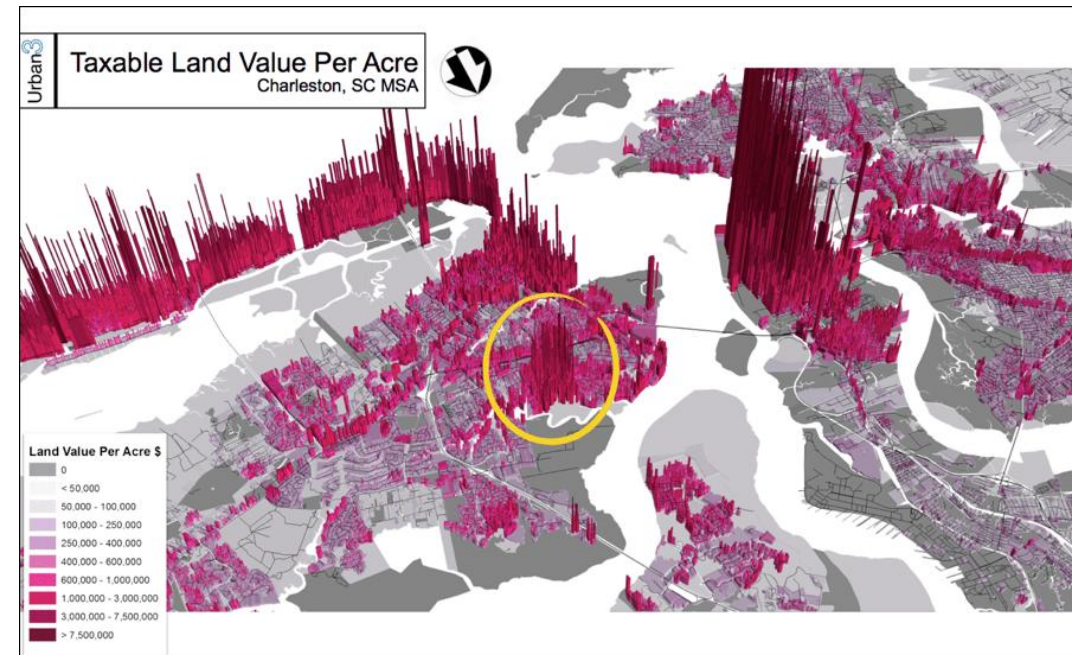 Urban3
Taxable Land Value Per Acre
Charleston, SC MSA
Land Value Per Acre $
0
< 50,000
50,000 - 100,000
100,000 - 250,000
250,000 - 400,000
400,000 - 600,000
600,000 - 1,000,000
1,000,000 - 3,000,000
3,000,000 - 7,500,000
> 7,500,000